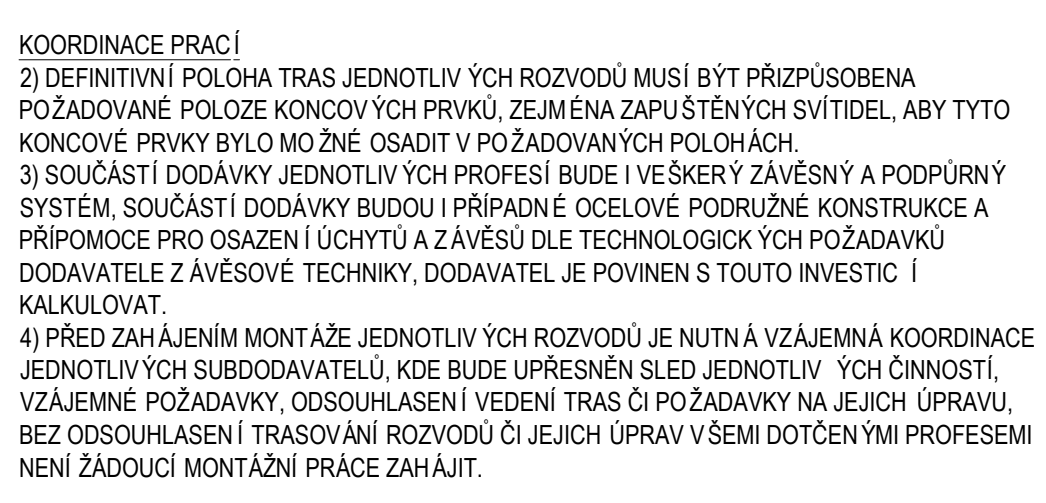 KOORDINACE PRACÍ
2) DEFINITIVNÍ POLOHA TRAS JEDNOTLIVÝCH ROZVODŮ MUSÍ BÝT PŘIZPŮSOBENA
POŽADOVANÉ POLOZE KONCOVÝCH PRVKŮ, ZEJMÉNA ZAPUŠTĚNÝCH SVÍTIDEL, ABY TYTO
KONCOVÉ PRVKY BYLO MOŽNÉ OSADIT V POŽADOVANÝCH POLOHÁCH.
3) SOUČÁSTÍ DODÁVKY JEDNOTLIVÝCH PROFESÍ BUDE I VEŠKERÝ ZÁVĚSNÝ A PODPŮRNÝ
SYSTÉM, SOUČÁSTÍ DODÁVKY BUDOU I PŘÍPADNÉ OCELOVÉ PODRUŽNÉ KONSTRUKCE A
PŘÍPOMOCE PRO OSAZENÍ ÚCHYTŮ A ZÁVĚSŮ DLE TECHNOLOGICKÝCH POŽADAVKŮ
DODAVATELE ZÁVĚSOVÉ TECHNIKY, DODAVATEL JE POVINEN S TOUTO INVESTICÍ
KALKULOVAT.
4) PŘED ZAHÁJENÍM MONTÁŽE JEDNOTLIVÝCH ROZVODŮ JE NUTNÁ VZÁJEMNÁ KOORDINACE
JEDNOTLIVÝCH SUBDODAVATELŮ, KDE BUDE UPŘESNĚN SLED JEDNOTLIVÝCH ČINNOSTÍ,
VZÁJEMNÉ POŽADAVKY, ODSOUHLASENÍ VEDENÍ TRAS ČI POŽADAVKY NA JEJICH ÚPRAVU,
BEZ ODSOUHLASENÍ TRASOVÁNÍ ROZVODŮ ČI JEJICH ÚPRAV VŠEMI DOTČENÝMI PROFESEMI
NENÍ ŽÁDOUCÍ MONTÁŽNÍ PRÁCE ZAHÁJIT.